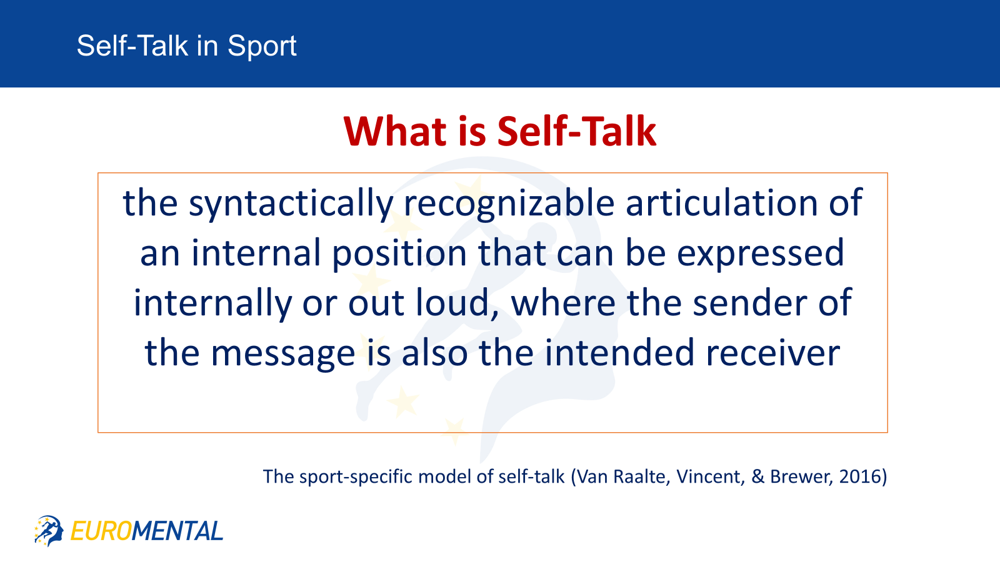 Self-Talk in Sport
What is Self-Talk
the syntactically recognizable articulation of
an internal position that can be expressed
internally or out loud, where the sender of
the message is also the intended receiver
The sport-specific model of self-talk (Van Raalte, Vincent, & Brewer, 2016)
EUROMENTAL